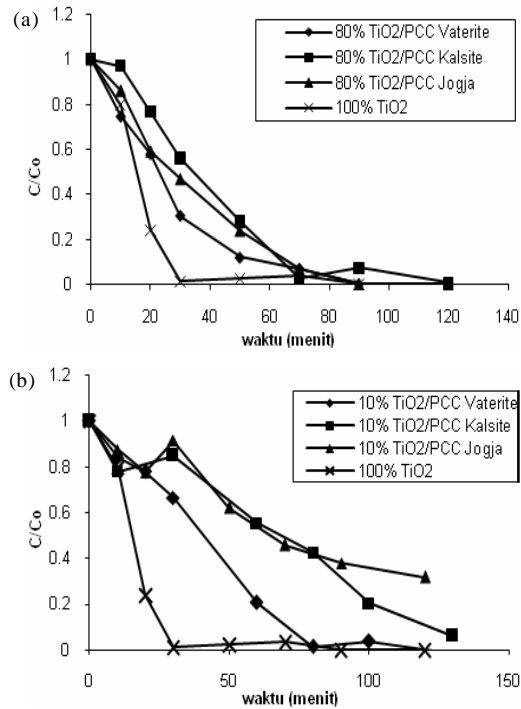 (a)
1.2
1
0.8
0.6
0.4
0.2
0
C/Co
80% TiO2/PCC Vaterite
80% TiO2/PCC Kalsite
80% TiO2/PCC Jogja
100% TiO2
0 20 40 60 80 100 120 140
waktu (menit)
(b)
1.2
1
0.8
0.6
0.4
0.2
0
C/Co
10% TiO2/PCC Vaterite
10% TiO2/PCC Kalsite
10% TiO2/PCC Jogja
100% TiO2
0 50 100 150
waktu (menit)